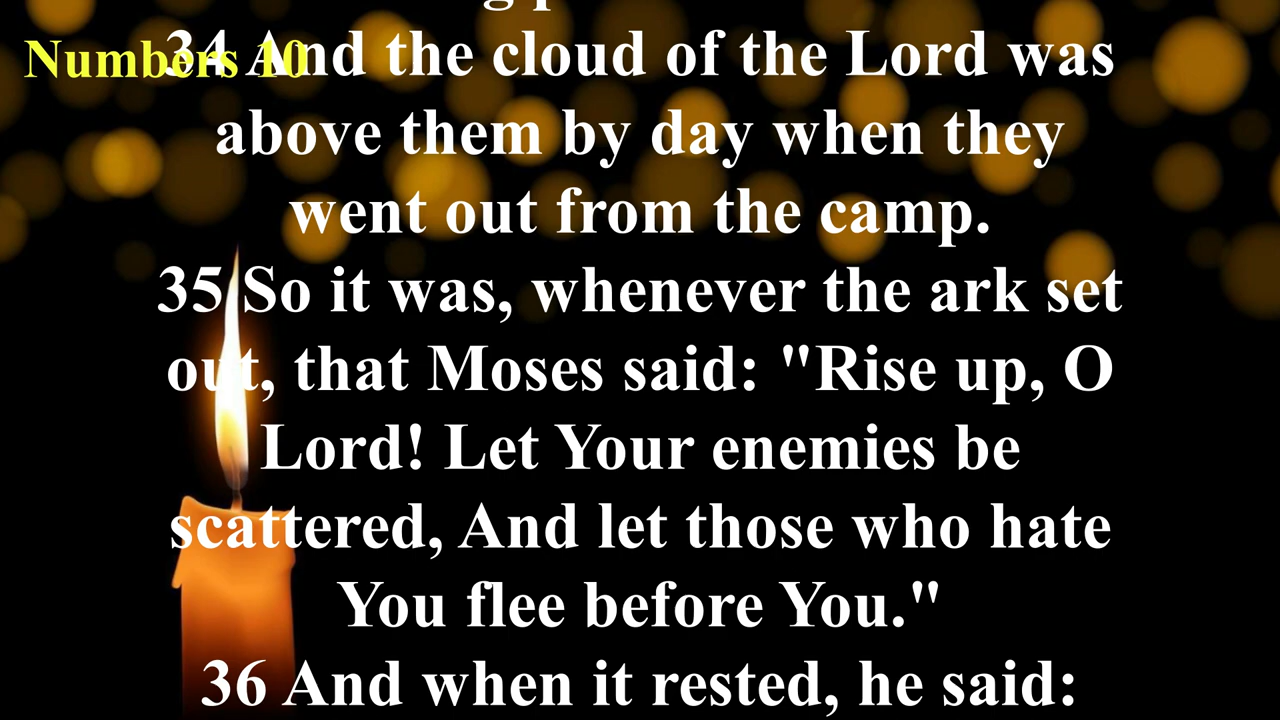 Numbers 10
34 And the cloud of the Lord was
above them by day when they
went out from the camp.
35 So it was, whenever the ark set
out, that Moses said: "Rise up, O
Lord! Let Your enemies be
scattered, And let those who hate
You flee before You."
36 And when it rested, he said: